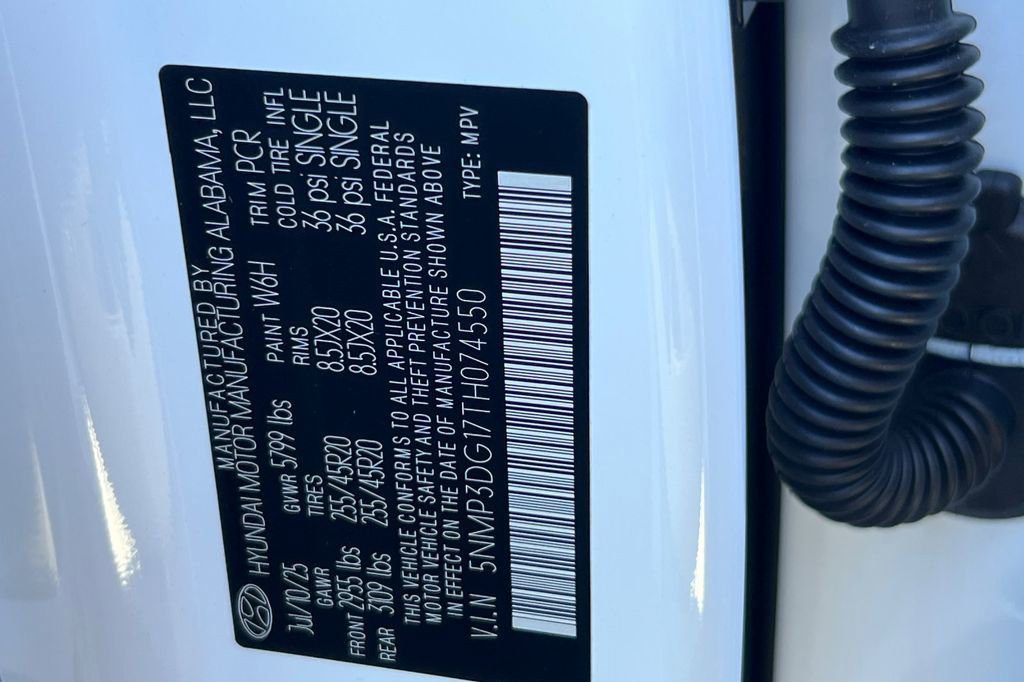 MANUFACTURED BY
HYUNDAI MOTOR MANUFACTURING ALABAMA, LLC
Jul/10/25 GVWR 5799 lbs PAINT W6H TRIM PCR
GAWR TIRES RIMS COLD TIRE INFL
FRONT 2955 lbs 255/45R20 8.5JX20 36 psi SINGLE
REAR 3109 lbs 255/45R20 8.5JX20 36 psi SINGLE
THIS VEHICLE CONFORMS TO ALL APPLICABLE U.S.A. FEDERAL
MOTOR VEHICLE SAFETY AND THEFT PREVENTION STANDARDS
IN EFFECT ON THE DATE OF MANUFACTURE SHOWN ABOVE
V.I.N 5NMP3DG17TH074550 TYPE: MPV